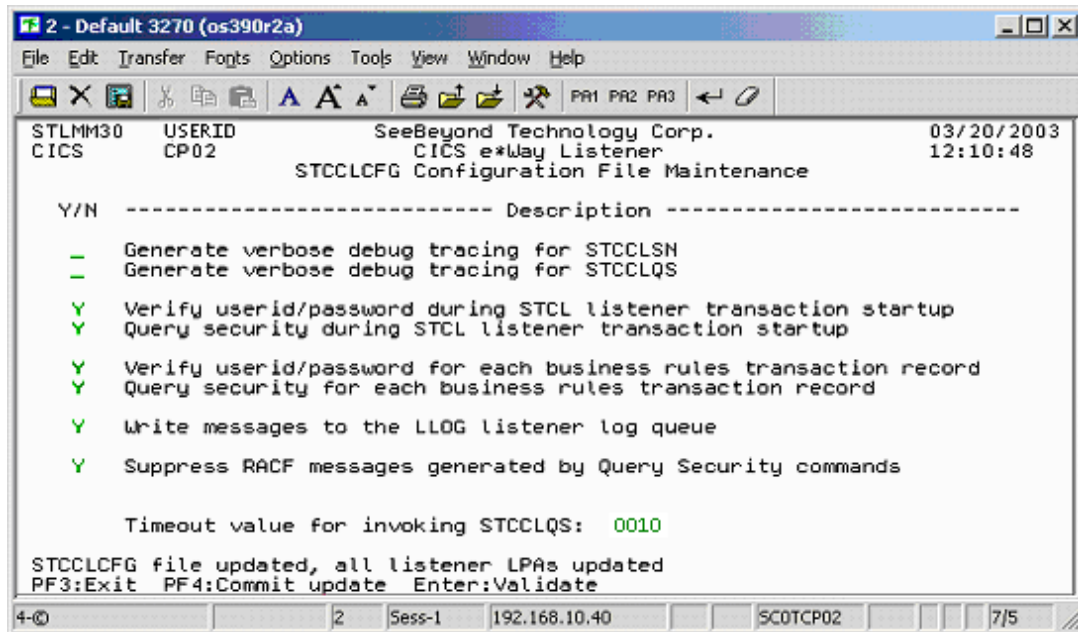 2 - Default 3270 (os390r2a)
File Edit Transfer Fonts Options Tools View Window Help
A A A PA1 PA2 PA3
STLMM30 USERID SeeBeyond Technology Corp. 03/20/2003
CICS CP02 CICS e*Way Listener 12:10:48
STCCLCFG Configuration File Maintenance
Y/N ----------------------------- Description ----------------------------
_ Generate verbose debug tracing for STCCLSN
_ Generate verbose debug tracing for STCCLQS
Y Verify userid/password during STCL listener transaction startup
Y Query security during STCL listener transaction startup
Y Verify userid/password for each business rules transaction record
Y Query security for each business rules transaction record
Y Write messages to the LLOG listener log queue
Y Suppress RACF messages generated by Query Security commands
Timeout value for invoking STCCLQS: 0010
STCCLCFG file updated, all listener LPAs updated
PF3:Exit PF4:Commit update Enter:Validate
4-© 2 Sess-1 192.168.10.40 SC0TCP02 7/5